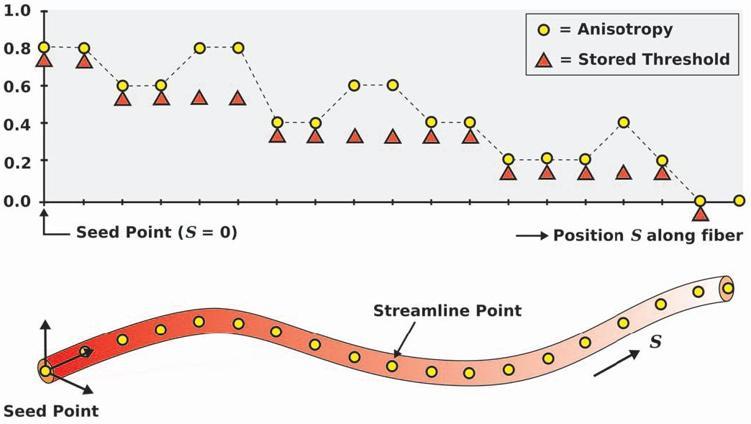 1.0
0.8
0.6
0.4
0.2
0.0
= Anisotropy
= Stored Threshold
Seed Point (S = 0)
Position S along fiber
Streamline Point
S
Seed Point